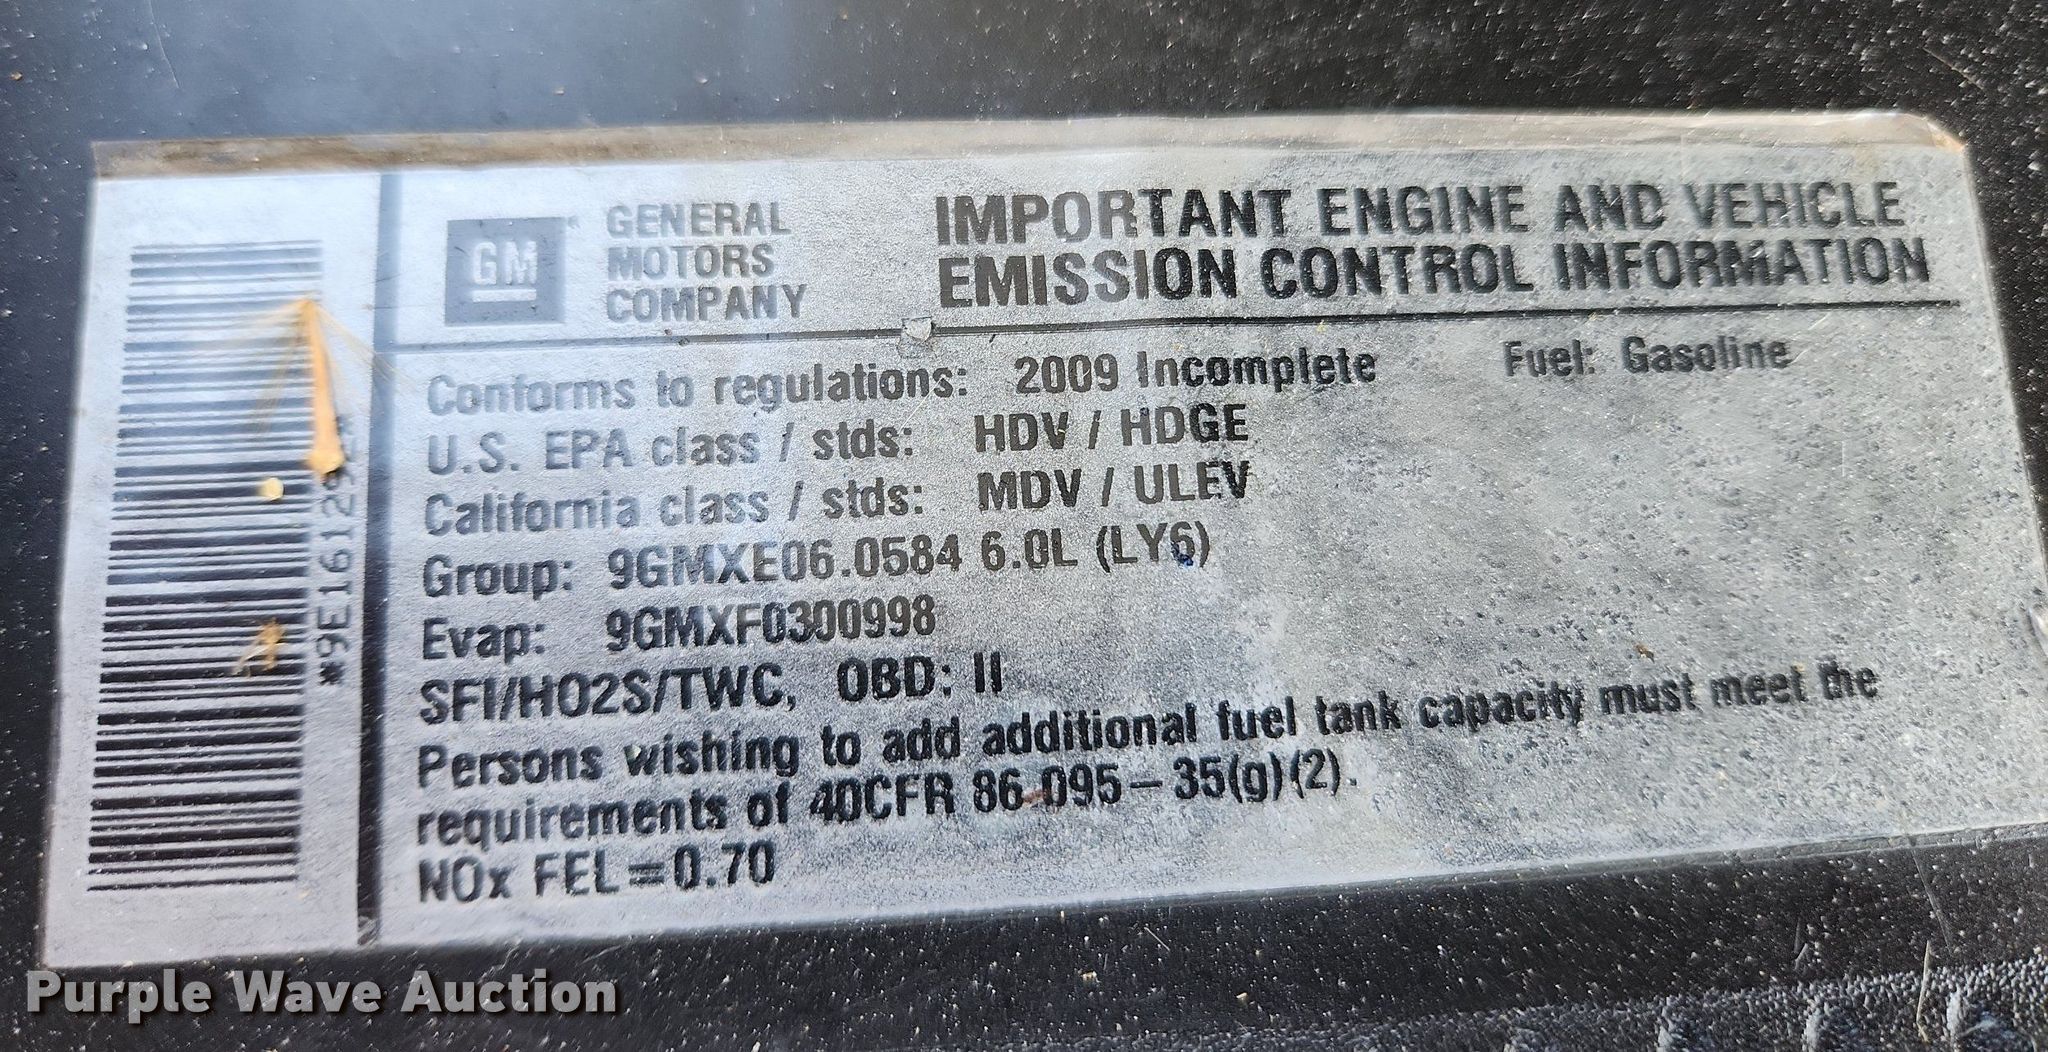 GM
GENERAL
MOTORS
COMPANY
IMPORTANT ENGINE AND VEHICLE
EMISSION CONTROL INFORMATION
Conforms to regulations: 2009 Incomplete Fuel: Gasoline
U.S. EPA class / stds: HDV / HDGE
California class / stds: MDV / ULEV
Group: 9GMXE06.0584 6.0L (LY6)
Evap: 9GMXF0300998
SFI/HO2S/TWC, OBD: II
Persons wishing to add additional fuel tank capacity must meet the
requirements of 40CFR 86.095-35(g)(2).
NOx FEL=0.70
Purple Wave Auction